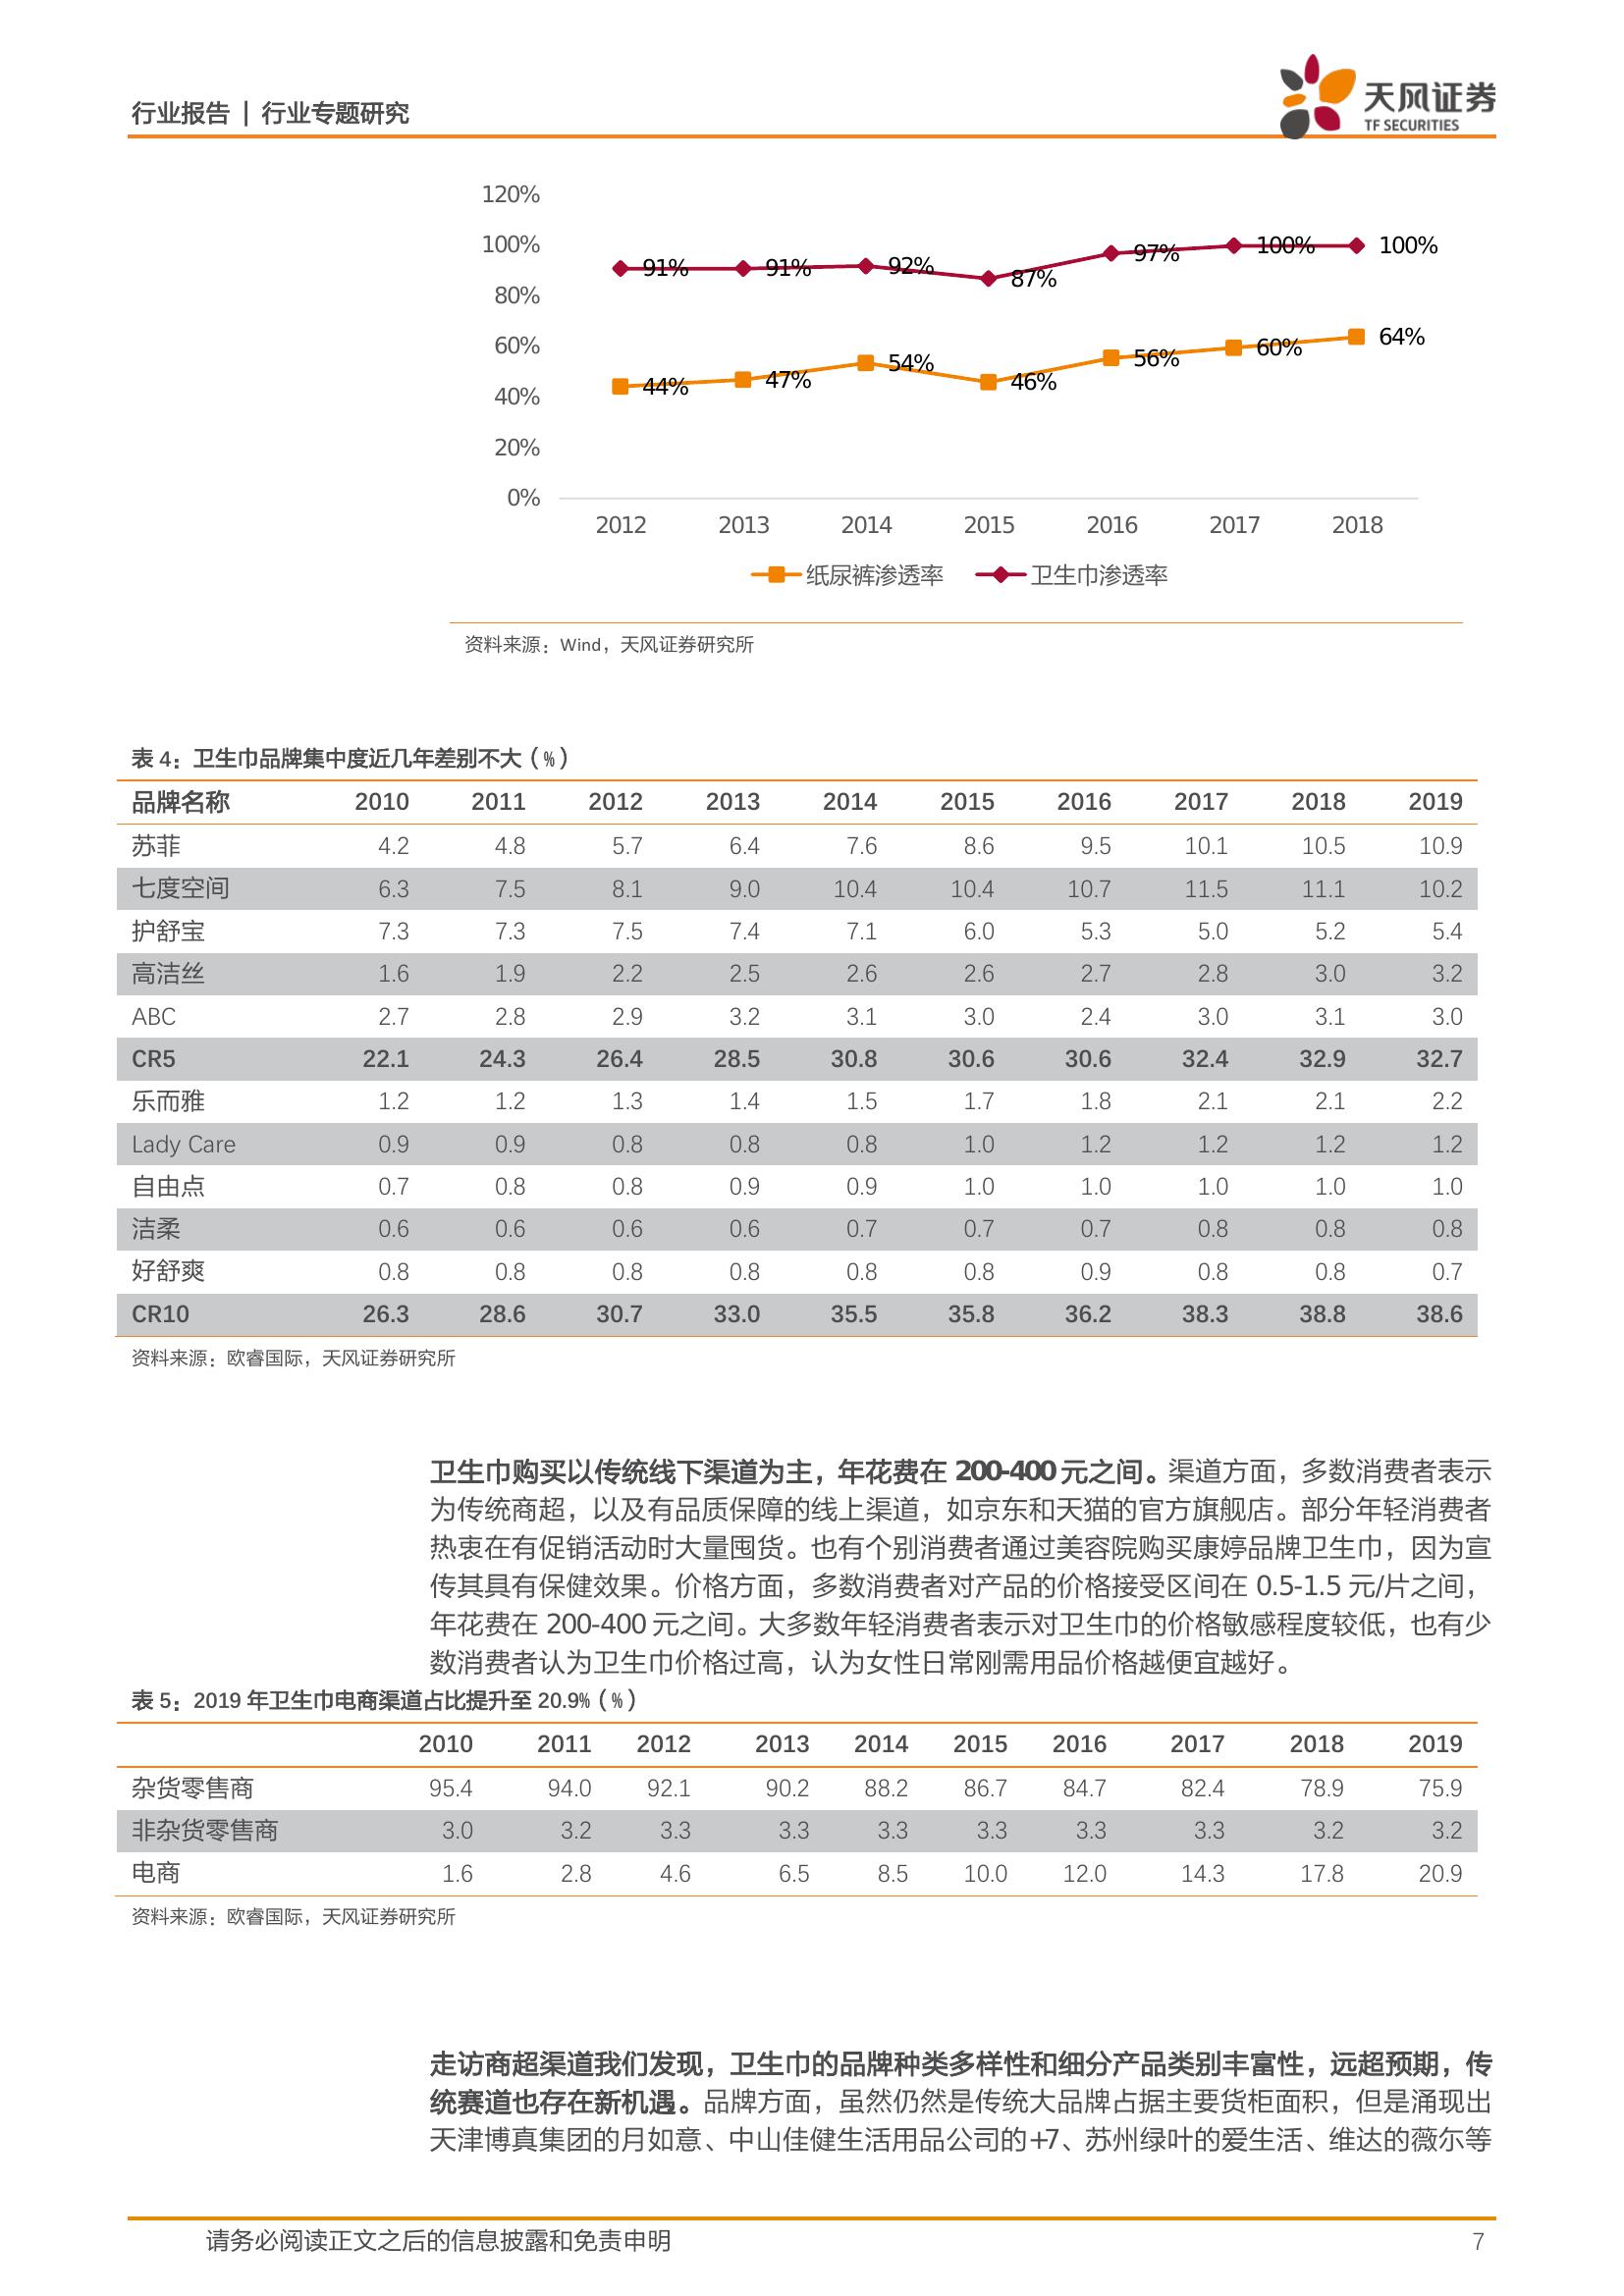 行业报告 | 行业专题研究
天风证券
TF SECURITIES
120%
100%
80%
60%
40%
20%
0%
91% 91% 92% 87% 97% 100% 100%
44% 47% 54% 46% 56% 60% 64%
2012 2013 2014 2015 2016 2017 2018
纸尿裤渗透率 卫生巾渗透率
资料来源：Wind，天风证券研究所
表 4：卫生巾品牌集中度近几年差别不大（%）
品牌名称 2010 2011 2012 2013 2014 2015 2016 2017 2018 2019
苏菲 4.2 4.8 5.7 6.4 7.6 8.6 9.5 10.1 10.5 10.9
七度空间 6.3 7.5 8.1 9.0 10.4 10.4 10.7 11.5 11.1 10.2
护舒宝 7.3 7.3 7.5 7.4 7.1 6.0 5.3 5.0 5.2 5.4
高洁丝 1.6 1.9 2.2 2.5 2.6 2.6 2.7 2.8 3.0 3.2
ABC 2.7 2.8 2.9 3.2 3.1 3.0 2.4 3.0 3.1 3.0
CR5 22.1 24.3 26.4 28.5 30.8 30.6 30.6 32.4 32.9 32.7
乐而雅 1.2 1.2 1.3 1.4 1.5 1.7 1.8 2.1 2.1 2.2
Lady Care 0.9 0.9 0.8 0.8 0.8 1.0 1.2 1.2 1.2 1.2
自由点 0.7 0.8 0.8 0.9 0.9 1.0 1.0 1.0 1.0 1.0
洁柔 0.6 0.6 0.6 0.6 0.7 0.7 0.7 0.8 0.8 0.8
好舒爽 0.8 0.8 0.8 0.8 0.8 0.8 0.9 0.8 0.8 0.7
CR10 26.3 28.6 30.7 33.0 35.5 35.8 36.2 38.3 38.8 38.6
资料来源：欧睿国际，天风证券研究所
卫生巾购买以传统线下渠道为主，年花费在 200-400 元之间。渠道方面，多数消费者表示
为传统商超，以及有品质保障的线上渠道，如京东和天猫的官方旗舰店。部分年轻消费者
热衷在有促销活动时大量囤货。也有个别消费者通过美容院购买康婷品牌卫生巾，因为宣
传其具有保健效果。价格方面，多数消费者对产品的价格接受区间在 0.5-1.5 元/片之间，
年花费在 200-400 元之间。大多数年轻消费者表示对卫生巾的价格敏感程度较低，也有少
数消费者认为卫生巾价格过高，认为女性日常刚需用品价格越便宜越好。
表 5：2019 年卫生巾电商渠道占比提升至 20.9%（%）
2010 2011 2012 2013 2014 2015 2016 2017 2018 2019
杂货零售商 95.4 94.0 92.1 90.2 88.2 86.7 84.7 82.4 78.9 75.9
非杂货零售商 3.0 3.2 3.3 3.3 3.3 3.3 3.3 3.3 3.2 3.2
电商 1.6 2.8 4.6 6.5 8.5 10.0 12.0 14.3 17.8 20.9
资料来源：欧睿国际，天风证券研究所
走访商超渠道我们发现，卫生巾的品牌种类多样性和细分产品类别丰富性，远超预期，传
统赛道也存在新机遇。品牌方面，虽然仍然是传统大品牌占据主要货柜面积，但是涌现出
天津博真集团的月如意、中山佳健生活用品公司的+7、苏州绿叶的爱生活、维达的薇尔等
请务必阅读正文之后的信息披露和免责申明 7